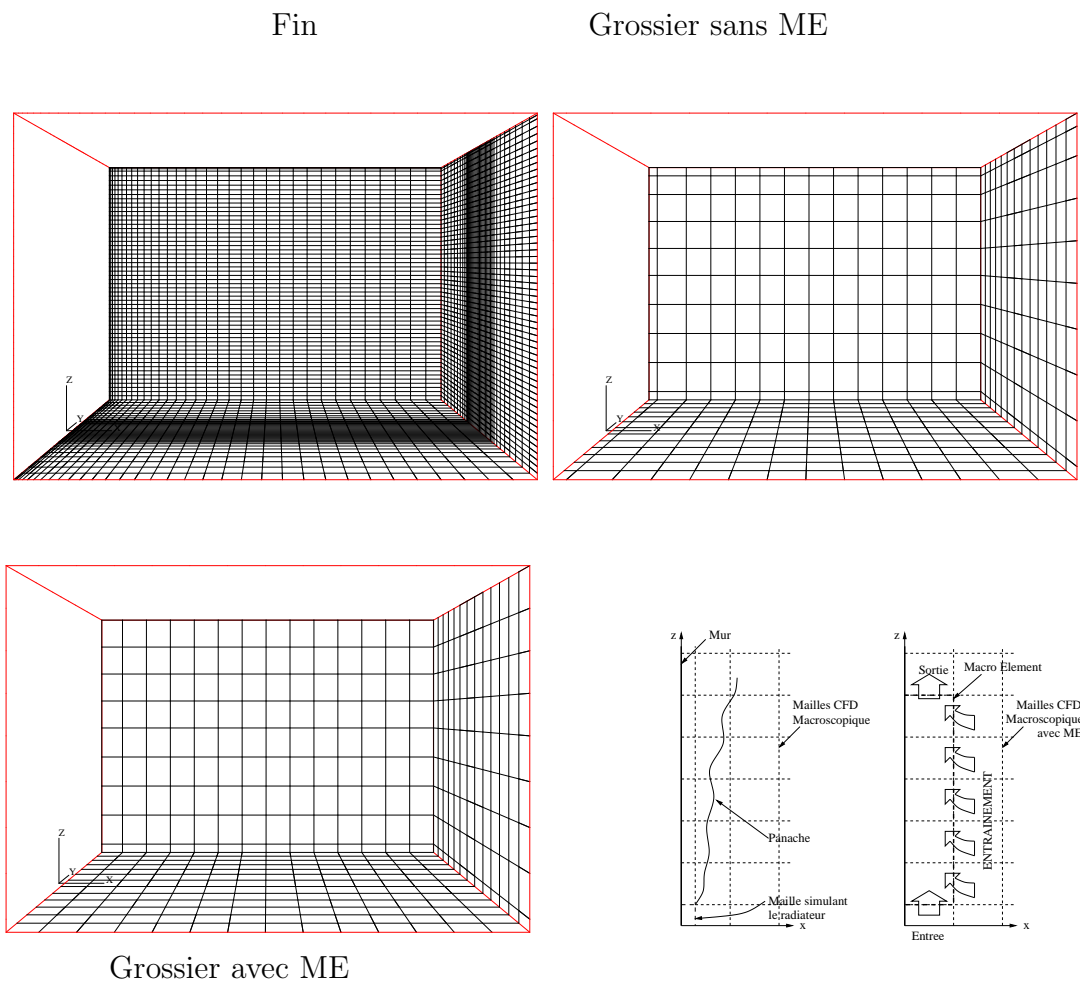 Fin
Grossier sans ME
Z
Y
X
Z
Y
X
Z
Y
X
Grossier avec ME
z
Mur
Mailles CFD
Macroscopique
Panache
Maille simulant
le radiateur
x
z
Sortie
Macro Element
Mailles CFD
Macroscopique
avec ME
ENTRAINEMENT
Entree
x